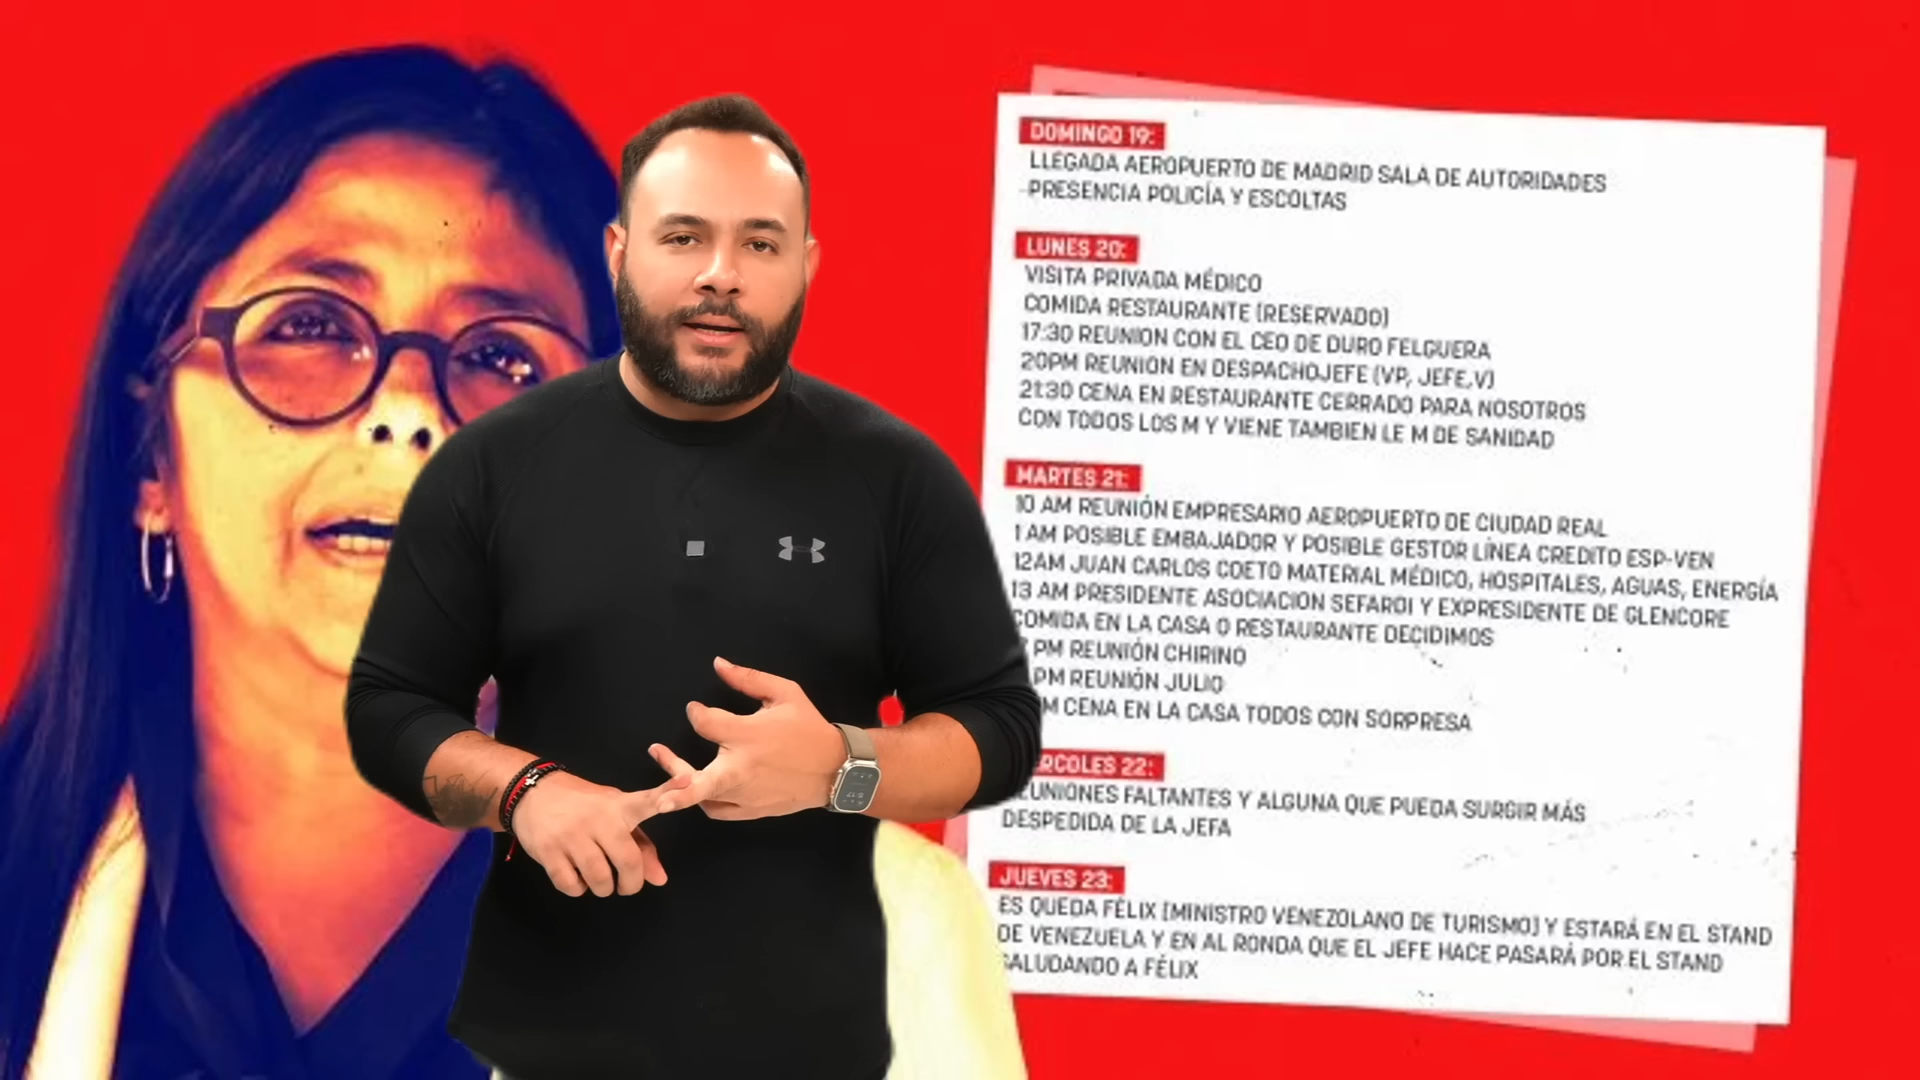 DOMINGO 19:
LLEGADA AEROPUERTO DE MADRID SALA DE AUTORIDADES
-PRESENCIA POLICÍA Y ESCOLTAS
LUNES 20:
VISITA PRIVADA MÉDICO
COMIDA RESTAURANTE (RESERVADO)
17:30 REUNION CON EL CEO DE DURO FELGUERA
20PM REUNION EN DESPACHOJEFE (VP, JEFE,V)
21:30 CENA EN RESTAURANTE CERRADO PARA NOSOTROS
CON TODOS LOS M Y VIENE TAMBIEN LE M DE SANIDAD
MARTES 21:
10 AM REUNIÓN EMPRESARIO AEROPUERTO DE CIUDAD REAL
1 AM POSIBLE EMBAJADOR Y POSIBLE GESTOR LÍNEA CREDITO ESP-VEN
12AM JUAN CARLOS COETO MATERIAL MÉDICO, HOSPITALES, AGUAS, ENERGÍA
13 AM PRESIDENTE ASOCIACION SEFARDI Y EXPRESIDENTE DE GLENCORE
COMIDA EN LA CASA O RESTAURANTE DECIDIMOS
PM REUNIÓN CHIRINO
PM REUNIÓN JULIO
M CENA EN LA CASA TODOS CON SORPRESA
RCOLES 22:
EUNIONES FALTANTES Y ALGUNA QUE PUEDA SURGIR MÁS
DESPEDIDA DE LA JEFA
JUEVES 23:
ES QUEDA FÉLIX [MINISTRO VENEZOLANO DE TURISMO] Y ESTARÁ EN EL STAND
DE VENEZUELA Y EN AL RONDA QUE EL JEFE HACE PASARÁ POR EL STAND
SALUDANDO A FÉLIX